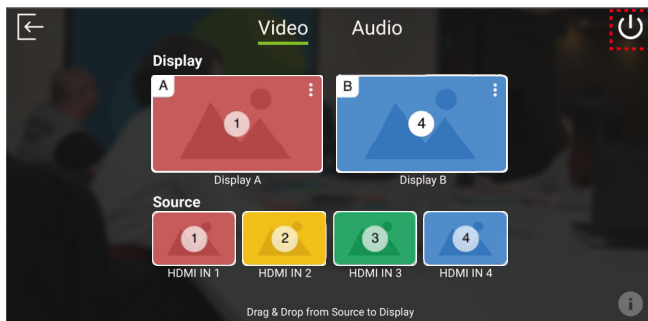 Video Audio
Display
A B
1 4
Display A Display B
Source
1 2 3 4
HDMI IN 1 HDMI IN 2 HDMI IN 3 HDMI IN 4
Drag & Drop from Source to Display
i